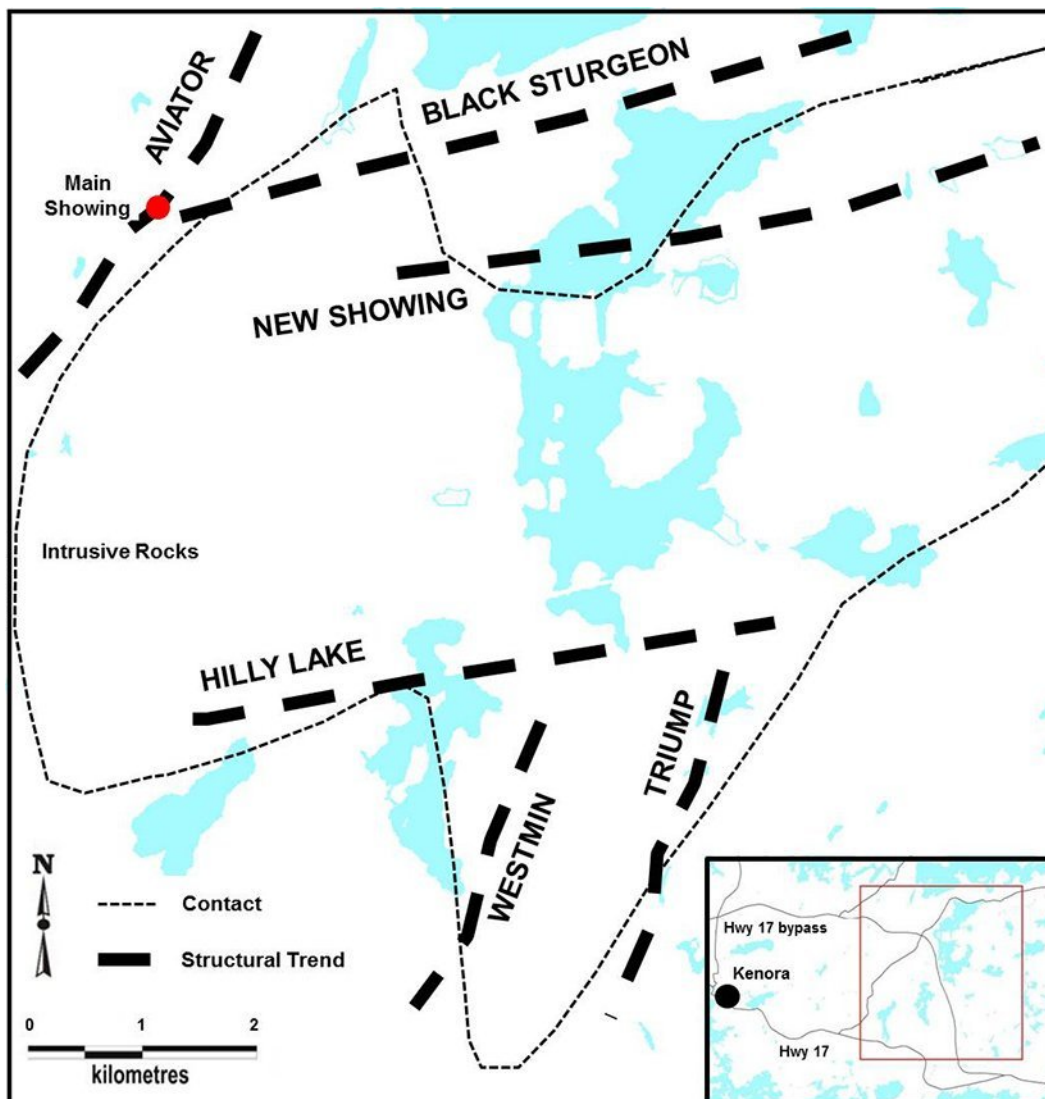 AVIATOR
BLACK STURGEON
Main
Showing
NEW SHOWING
Intrusive Rocks
HILLY LAKE
TRIUMP
WESTMIN
N
Contact
Structural Trend
0 1 2
kilometres
Hwy 17 bypass
Kenora
Hwy 17